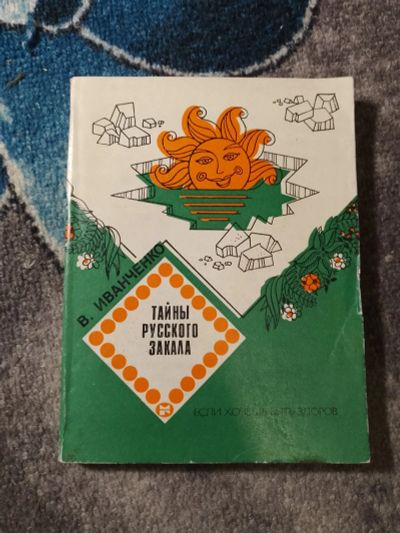 В. ИВАНЧЕНКО
ТАЙНЫ
РУССКОГО
ЗАКАЛА
ЕСЛИ ХОЧЕШЬ БЫТЬ ЗДОРОВ